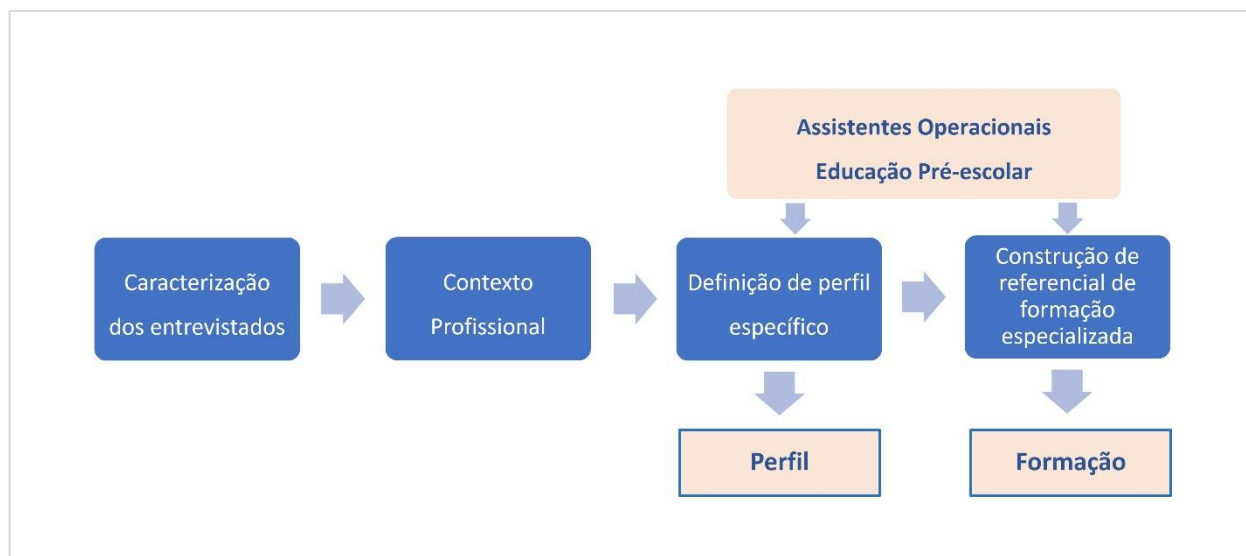 Assistentes Operacionais
Educação Pré-escolar
Caracterização
dos entrevistados
Contexto
Profissional
Definição de perfil
específico
Construção de
referencial de
formação
especializada
Perfil
Formação